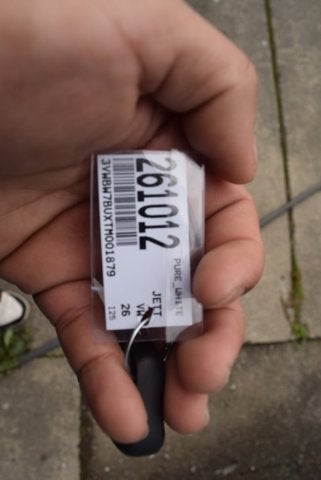 PURE_WHITE
261012 JETT
VW
26
3VWBW7BUXTM001879 125